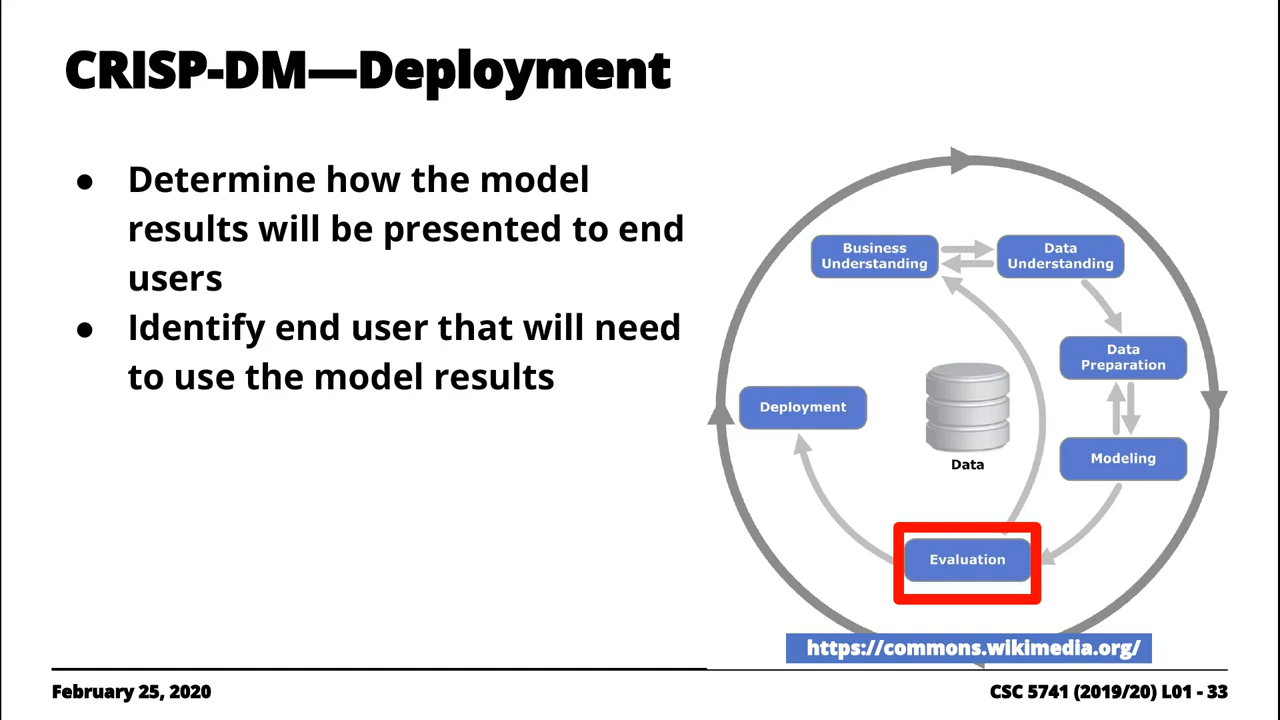 CRISP-DM—Deployment
● Determine how the model
results will be presented to end
users
● Identify end user that will need
to use the model results
Business
Understanding
Data
Understanding
Data
Preparation
Deployment
Data
Modeling
Evaluation
https://commons.wikimedia.org/
February 25, 2020
CSC 5741 (2019/20) L01 - 33